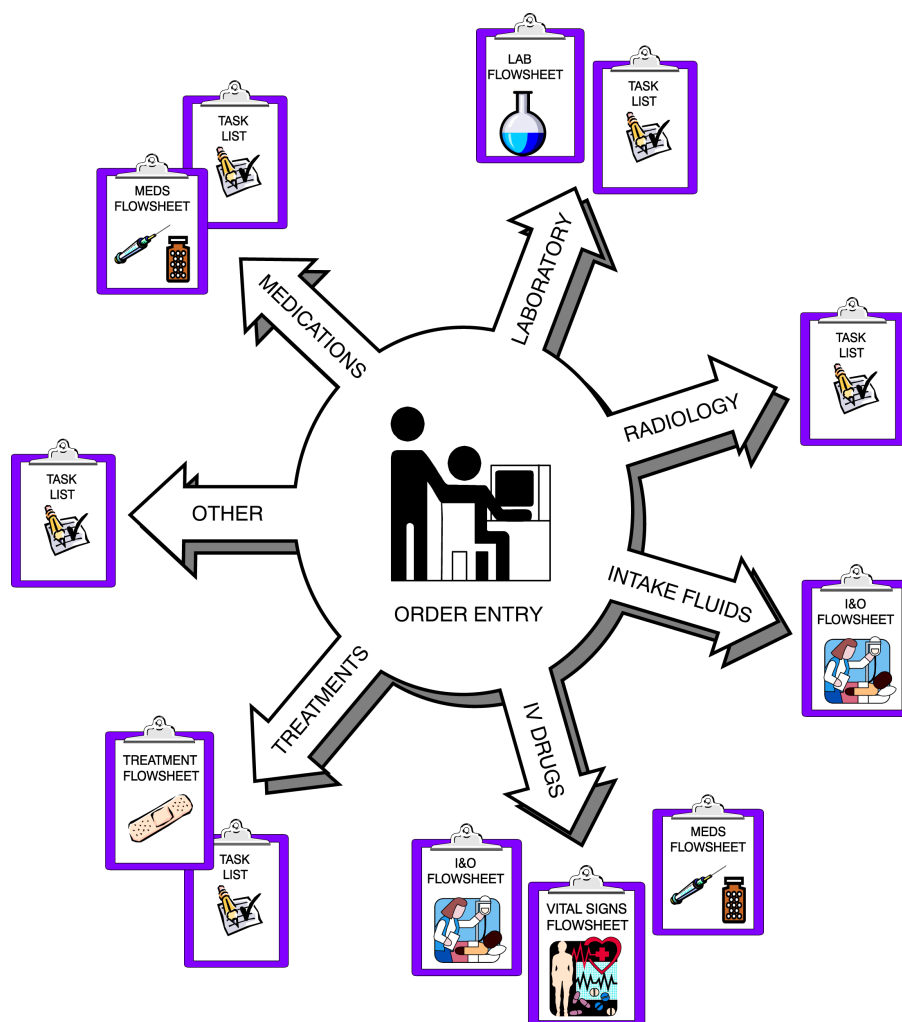 LAB
FLOWSHEET
TASK
LIST
TASK
LIST
MEDS
FLOWSHEET
LABORATORY
MEDICATIONS
RADIOLOGY
TASK
LIST
TASK
LIST
OTHER
INTAKE FLUIDS
ORDER ENTRY
I&O
FLOWSHEET
TREATMENTS
IV DRUGS
TREATMENT
FLOWSHEET
TASK
LIST
I&O
FLOWSHEET
VITAL SIGNS
FLOWSHEET
MEDS
FLOWSHEET